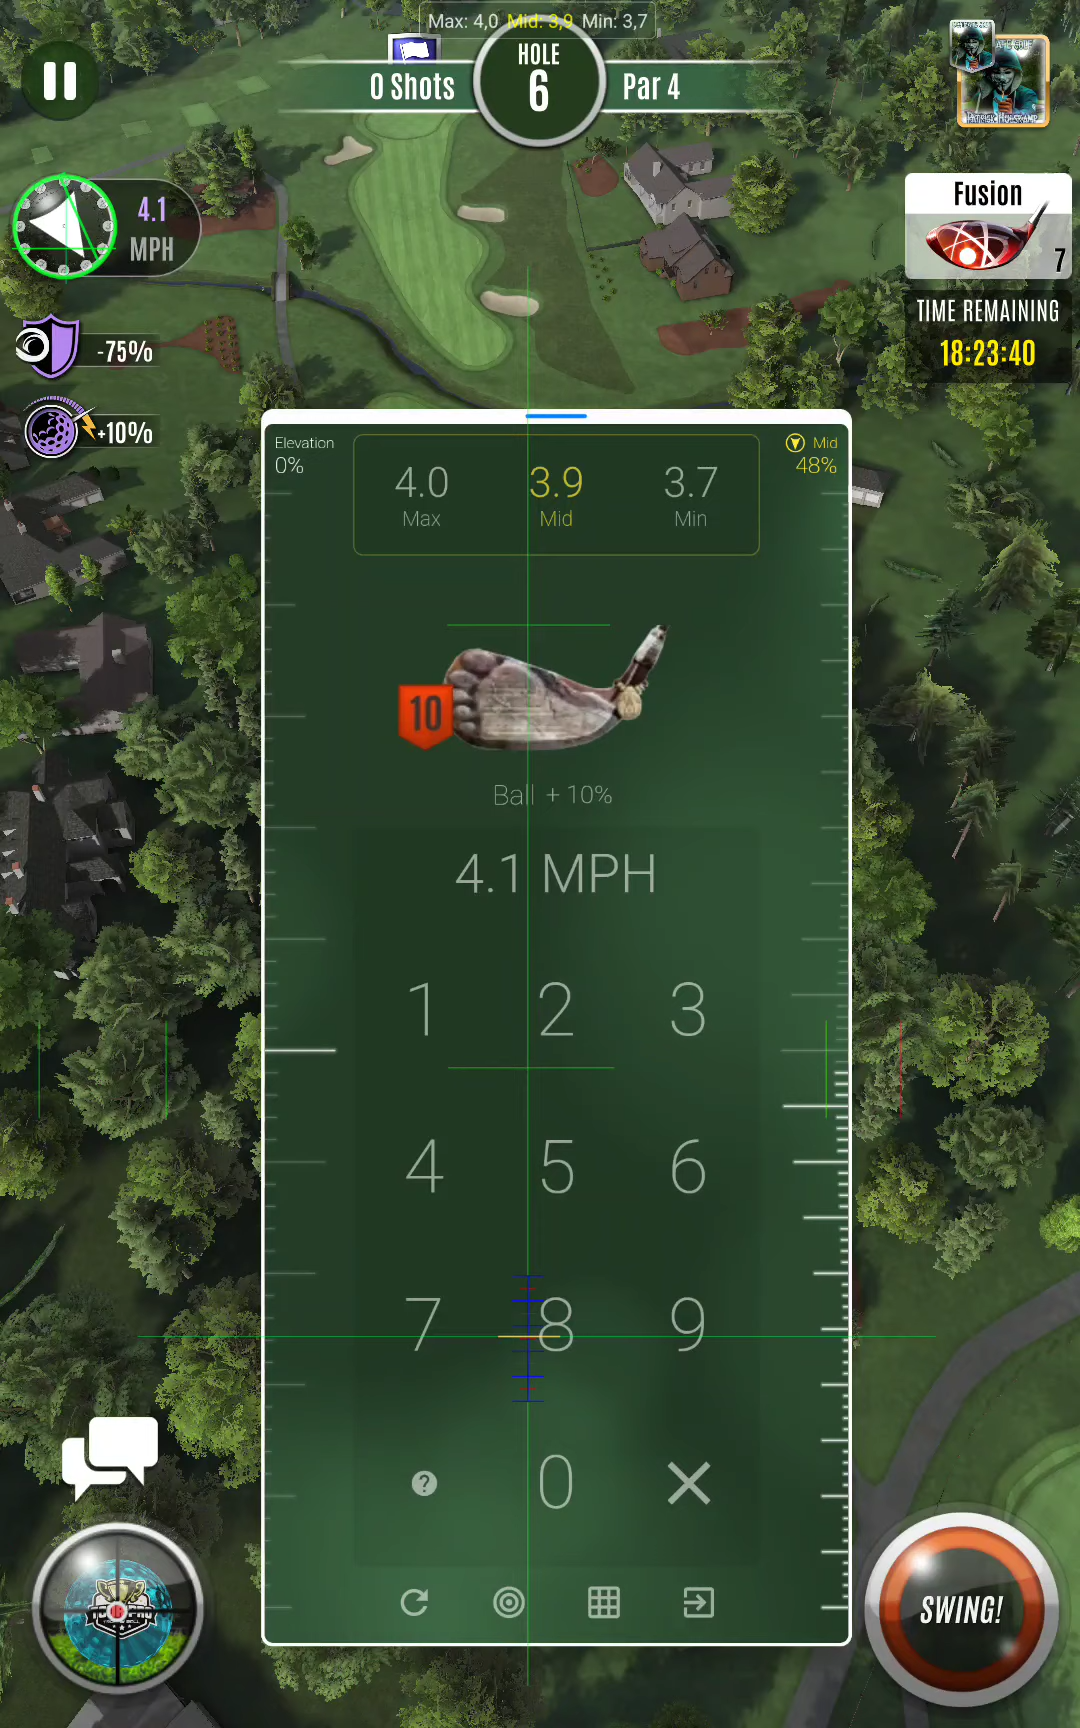 Max: 4,0 Mid: 3,9 Min: 3,7
HOLE
6
0 Shots
Par 4
4.1
MPH
-75%
+10%
Fusion
7
TIME REMAINING
18:23:40
Elevation
0%
Mid
48%
4.0
3.9
3.7
Max
Mid
Min
10
Ball + 10%
4.1 MPH
1 2 3
4 5 6
7 8 9
? 0
SWING!